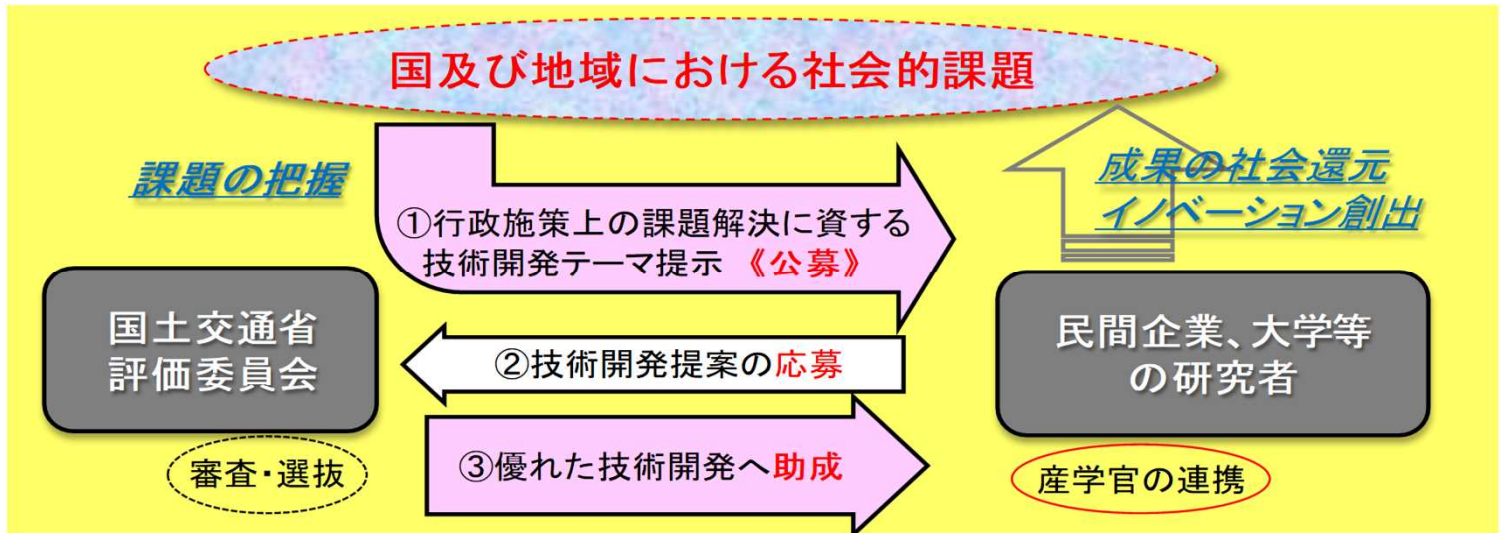 国及び地域における社会的課題
課題の把握
成果の社会還元
イノベーション創出
①行政施策上の課題解決に資する
技術開発テーマ提示 《公募》
国土交通省
評価委員会
②技術開発提案の応募
民間企業、大学等
の研究者
審査・選抜
③優れた技術開発へ助成
産学官の連携